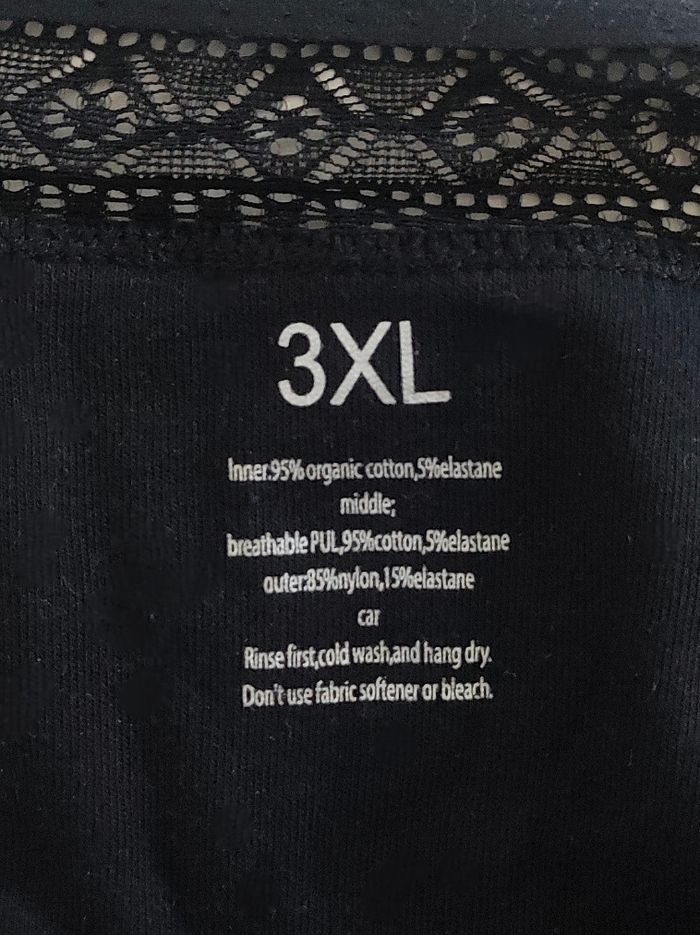 3XL
Inner:95% organic cotton,5%elastane
middle;
breathable PUL,95%cotton,5%elastane
outer:85%nylon,15%elastane
car
Rinse first,cold wash,and hang dry.
Don't use fabric softener or bleach.